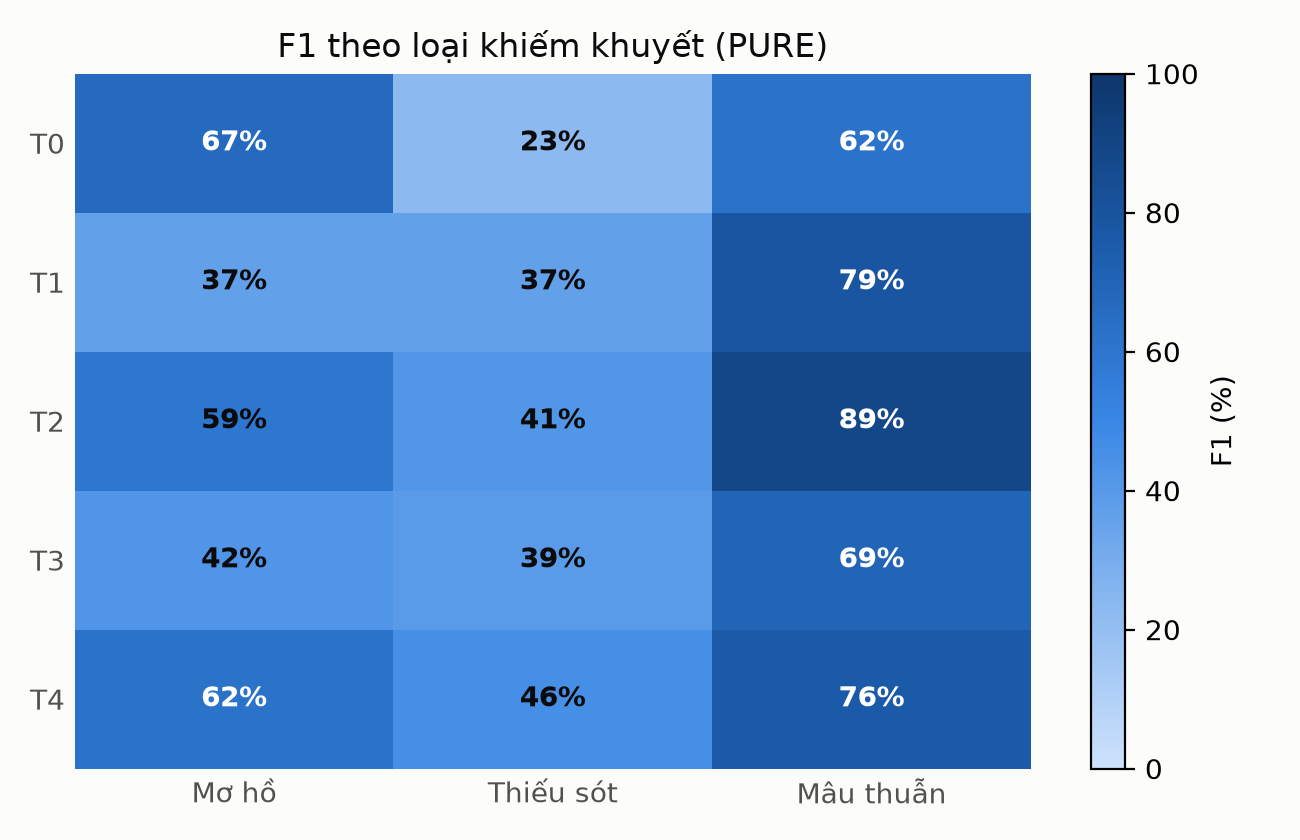 F1 theo loại khiếm khuyết (PURE)
T0 67% 23% 62%
T1 37% 37% 79%
T2 59% 41% 89%
T3 42% 39% 69%
T4 62% 46% 76%
Mơ hồ Thiếu sót Mâu thuẫn
100
80
60
40
20
0
F1 (%)